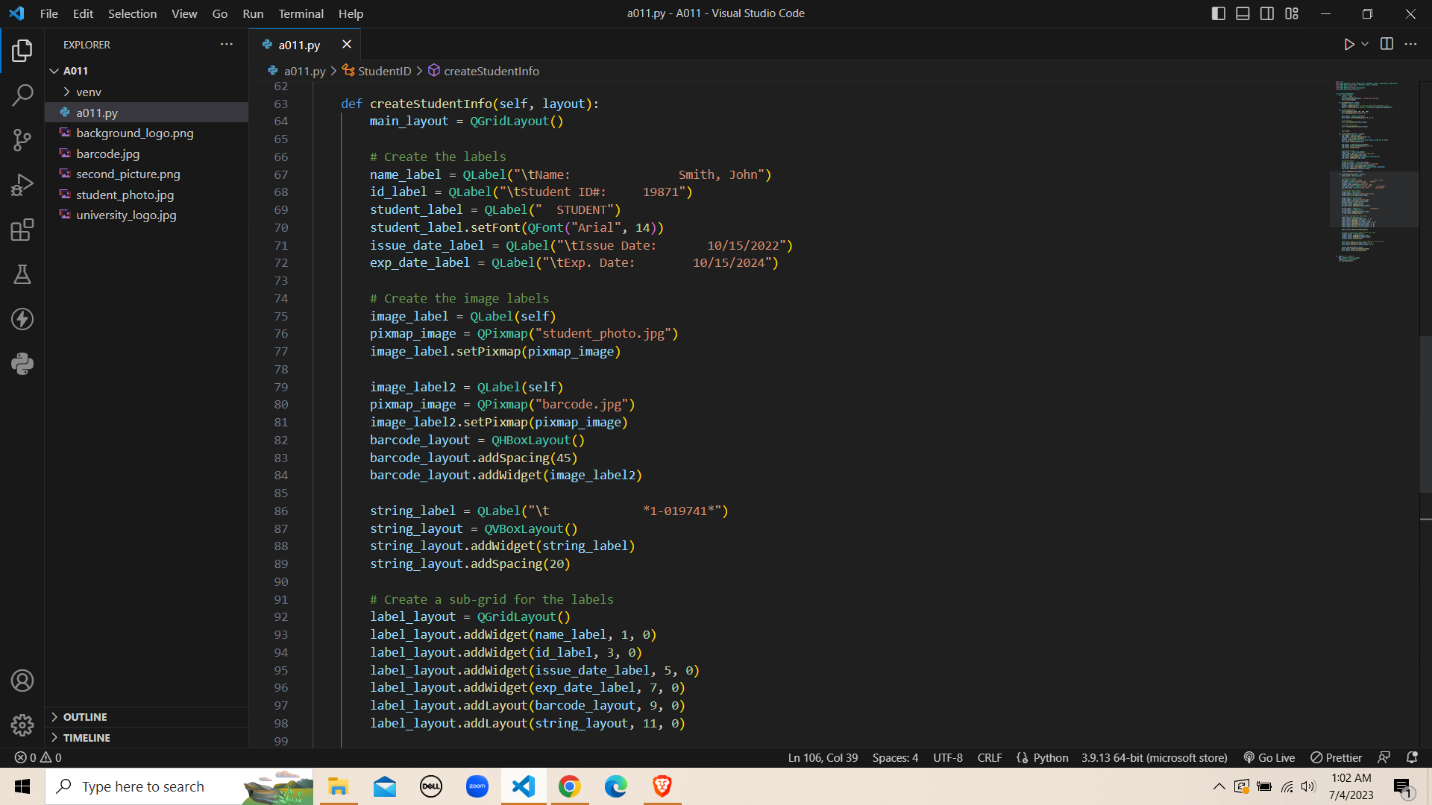 File Edit Selection View Go Run Terminal Help
a011.py - A011 - Visual Studio Code
EXPLORER
A011
venv
a011.py
background_logo.png
barcode.jpg
second_picture.png
student_photo.jpg
university_logo.jpg
OUTLINE
TIMELINE
a011.py
a011.py > StudentID > createStudentInfo
62
63 def createStudentInfo(self, layout):
64 main_layout = QGridLayout()
65
66 # Create the labels
67 name_label = QLabel("\tName:               Smith, John")
68 id_label = QLabel("\tStudent ID#:     19871")
69 student_label = QLabel("  STUDENT")
70 student_label.setFont(QFont("Arial", 14))
71 issue_date_label = QLabel("\tIssue Date:       10/15/2022")
72 exp_date_label = QLabel("\tExp. Date:        10/15/2024")
73
74 # Create the image labels
75 image_label = QLabel(self)
76 pixmap_image = QPixmap("student_photo.jpg")
77 image_label.setPixmap(pixmap_image)
78
79 image_label2 = QLabel(self)
80 pixmap_image = QPixmap("barcode.jpg")
81 image_label2.setPixmap(pixmap_image)
82 barcode_layout = QHBoxLayout()
83 barcode_layout.addSpacing(45)
84 barcode_layout.addWidget(image_label2)
85
86 string_label = QLabel("\t             *1-019741*")
87 string_layout = QVBoxLayout()
88 string_layout.addWidget(string_label)
89 string_layout.addSpacing(20)
90
91 # Create a sub-grid for the labels
92 label_layout = QGridLayout()
93 label_layout.addWidget(name_label, 1, 0)
94 label_layout.addWidget(id_label, 3, 0)
95 label_layout.addWidget(issue_date_label, 5, 0)
96 label_layout.addWidget(exp_date_label, 7, 0)
97 label_layout.addLayout(barcode_layout, 9, 0)
98 label_layout.addLayout(string_layout, 11, 0)
99
0 0 Ln 106, Col 39 Spaces: 4 UTF-8 CRLF Python 3.9.13 64-bit (microsoft store) Go Live Prettier
Type here to search
DELL
zoom
1:02 AM
7/4/2023
1